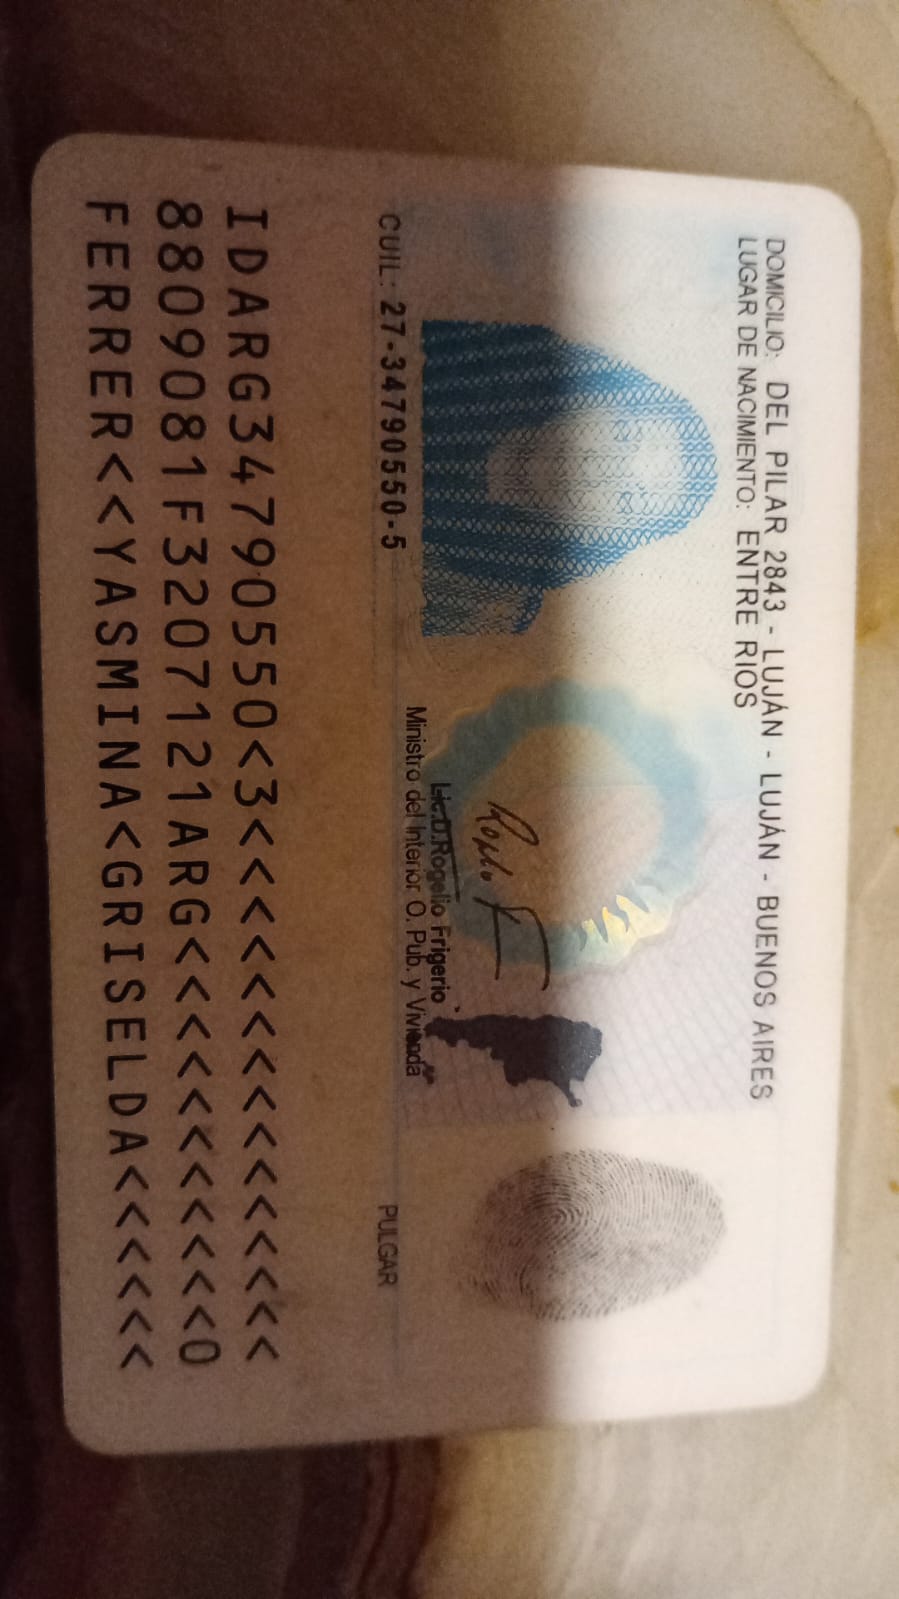 DOMICILIO: DEL PILAR 2843 - LUJÁN - LUJÁN - BUENOS AIRES
LUGAR DE NACIMIENTO: ENTRE RIOS
Lic.D.Rogelio Frigerio
Ministro del Interior O. Pub. y Vivienda
CUIL: 27-34790550-5
PULGAR
IDARG34790550<3<<<<<<<<<<<<<<<
8809081F3207121ARG<<<<<<<<<<<0
FERRER<<YASMINA<GRISELDA<<<<<<